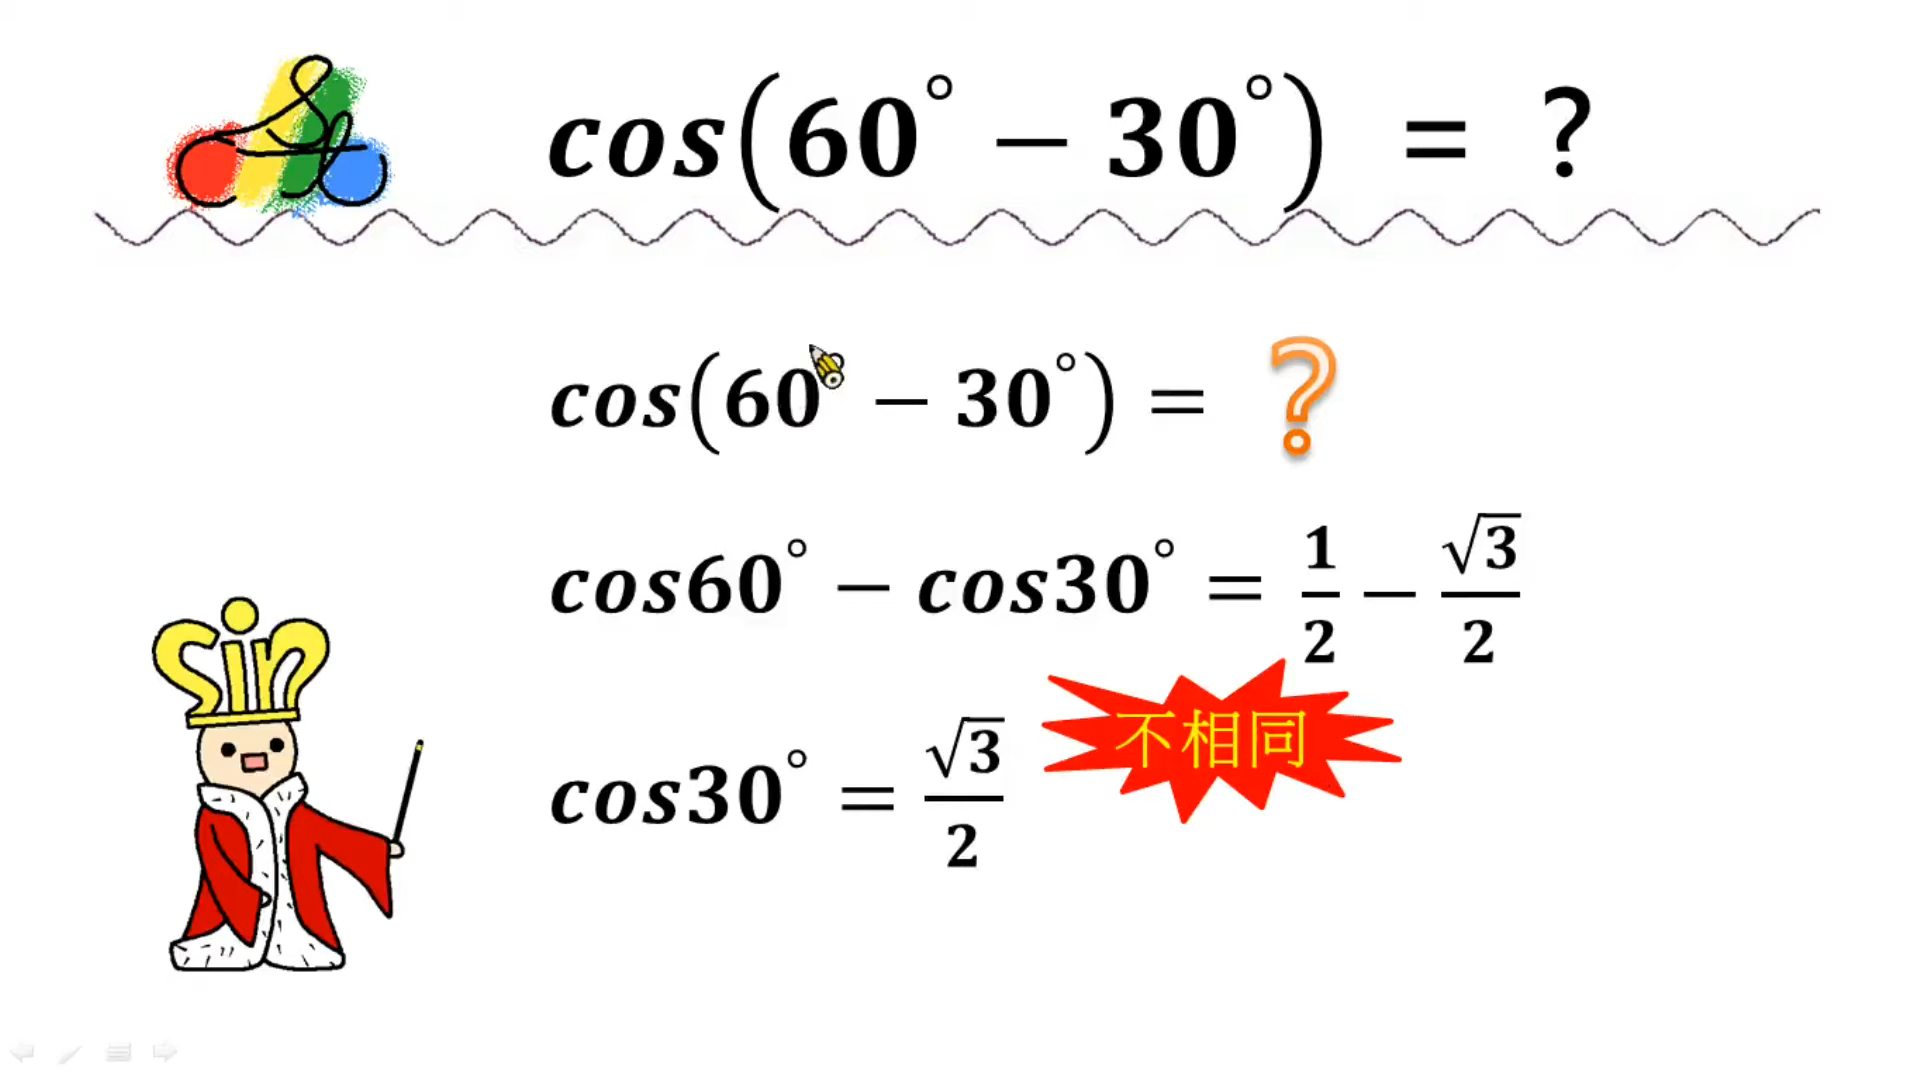 cos(60° − 30°) = ?
cos(60° − 30°) = ?
cos60° − cos30° = 1/2 − √3/2
cos30° = √3/2
不相同
sin